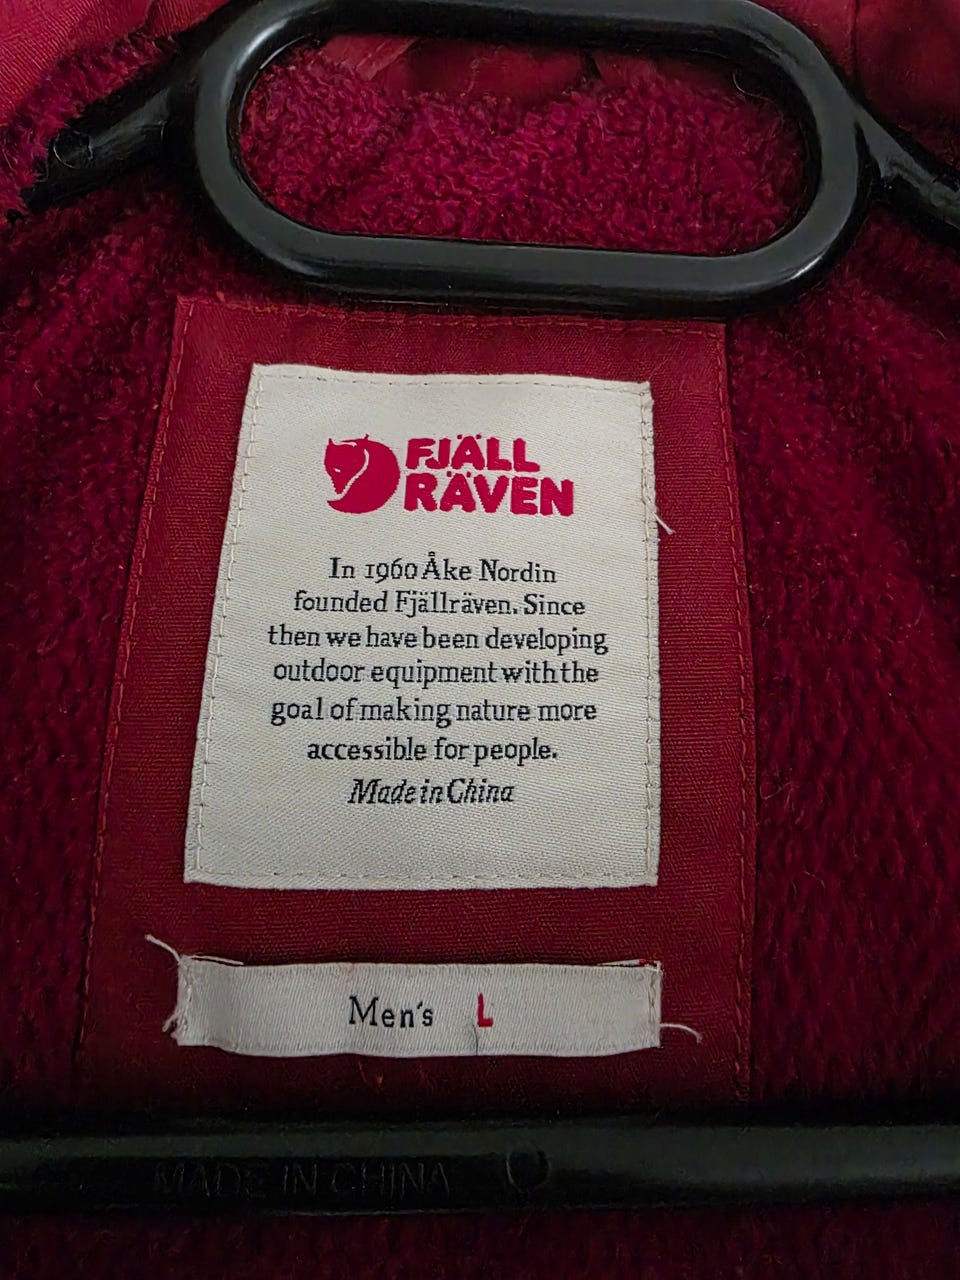 FJÄLL
RÄVEN
In 1960 Åke Nordin
founded Fjällräven. Since
then we have been developing
outdoor equipment with the
goal of making nature more
accessible for people.
Made in China
Men's L
MADE IN CHINA